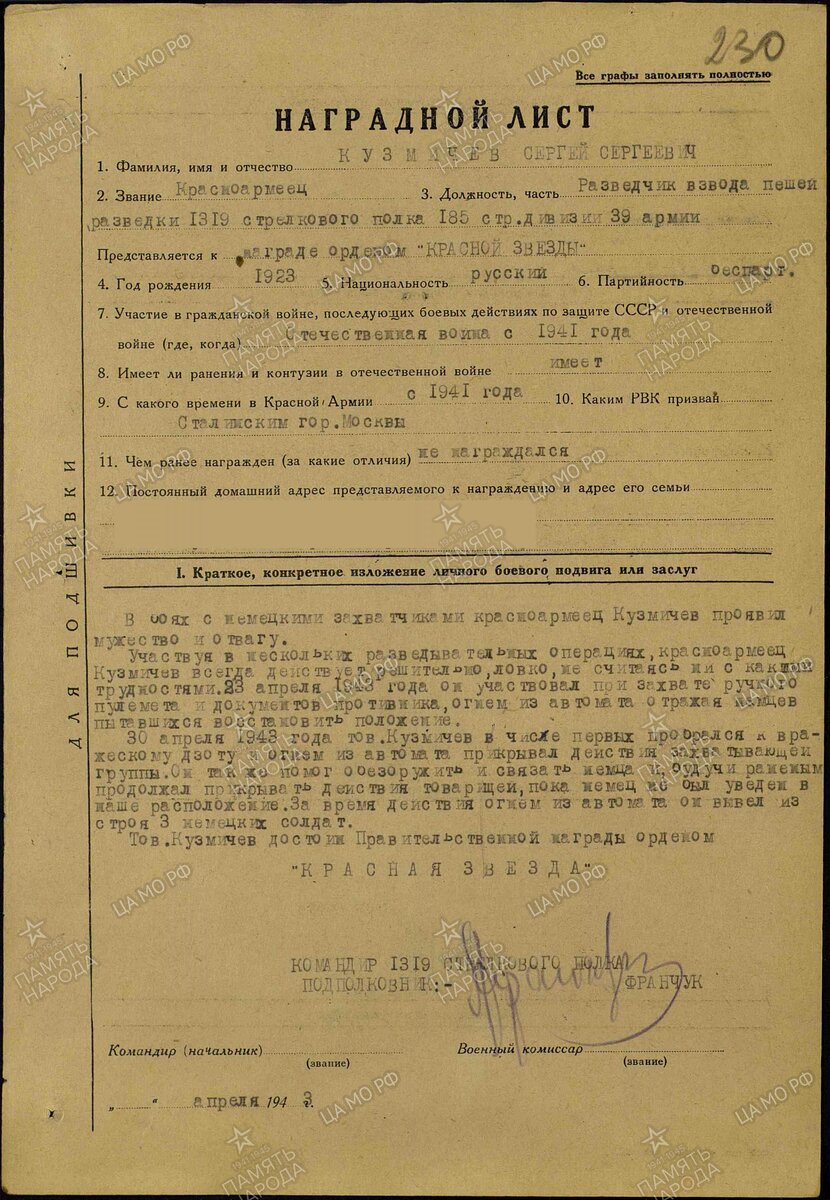 230
Все графы заполнять полностью
НАГРАДНОЙ ЛИСТ
1. Фамилия, имя и отчество КУЗМИЧЕВ СЕРГЕЙ СЕРГЕЕВИЧ
2. Звание Красноармеец 3. Должность, часть Разведчик взвода пешей
разведки 1319 стрелкового полка 185 стр.дивизии 39 армии
Представляется к награде орденом "КРАСНОЙ ЗВЕЗДЫ"
4. Год рождения 1923 5. Национальность русский 6. Партийность беспарт.
7. Участие в гражданской войне, последующих боевых действиях по защите СССР и отечественной
войне (где, когда) Отечественная война с 1941 года
8. Имеет ли ранения и контузии в отечественной войне имеет
9. С какого времени в Красной Армии с 1941 года 10. Каким РВК призван
Сталинским гор.Москвы
11. Чем ранее награжден (за какие отличия) не награждался
12. Постоянный домашний адрес представляемого к награждению и адрес его семьи
I. Краткое, конкретное изложение личного боевого подвига или заслуг
В боях с немецкими захватчиками красноармеец Кузмичев проявил
мужество и отвагу.
Участвуя в нескольких разведывательных операциях,красноармеец
Кузмичев всегда действует решительно,ловко,не считаясь ни с какими
трудностями.23 апреля 1943 года он участвовал при захвате ручного
пулемета и документов противника,огнем из автомата отражая немцев
пытавшихся восстановить положение.
30 апреля 1943 года тов.Кузмичев в числе первых пробрался к вра-
жескому дзоту и огнем из автомата прикрывал действия захватывающей
группы.Он так же помог обезоружить и связать немца и,будучи раненым
продолжал прикрывать действия товарищей,пока немец не был уведен в
наше расположение.За время действия огнем из автомата он вывел из
строя 3 немецких солдат.
Тов.Кузмичев достоин Правительственной награды орденом
"КРАСНАЯ ЗВЕЗДА"
КОМАНДИР 1319 СТРЕЛКОВОГО ПОЛКА
ПОДПОЛКОВНИК:- ФРАНЧУК
Командир (начальник) Военный комиссар
(звание) (звание)
„ “ апреля 1943 г.
ДЛЯ ПОДШИВКИ
ПАМЯТЬ НАРОДА
1941-1945
ЦАМО РФ